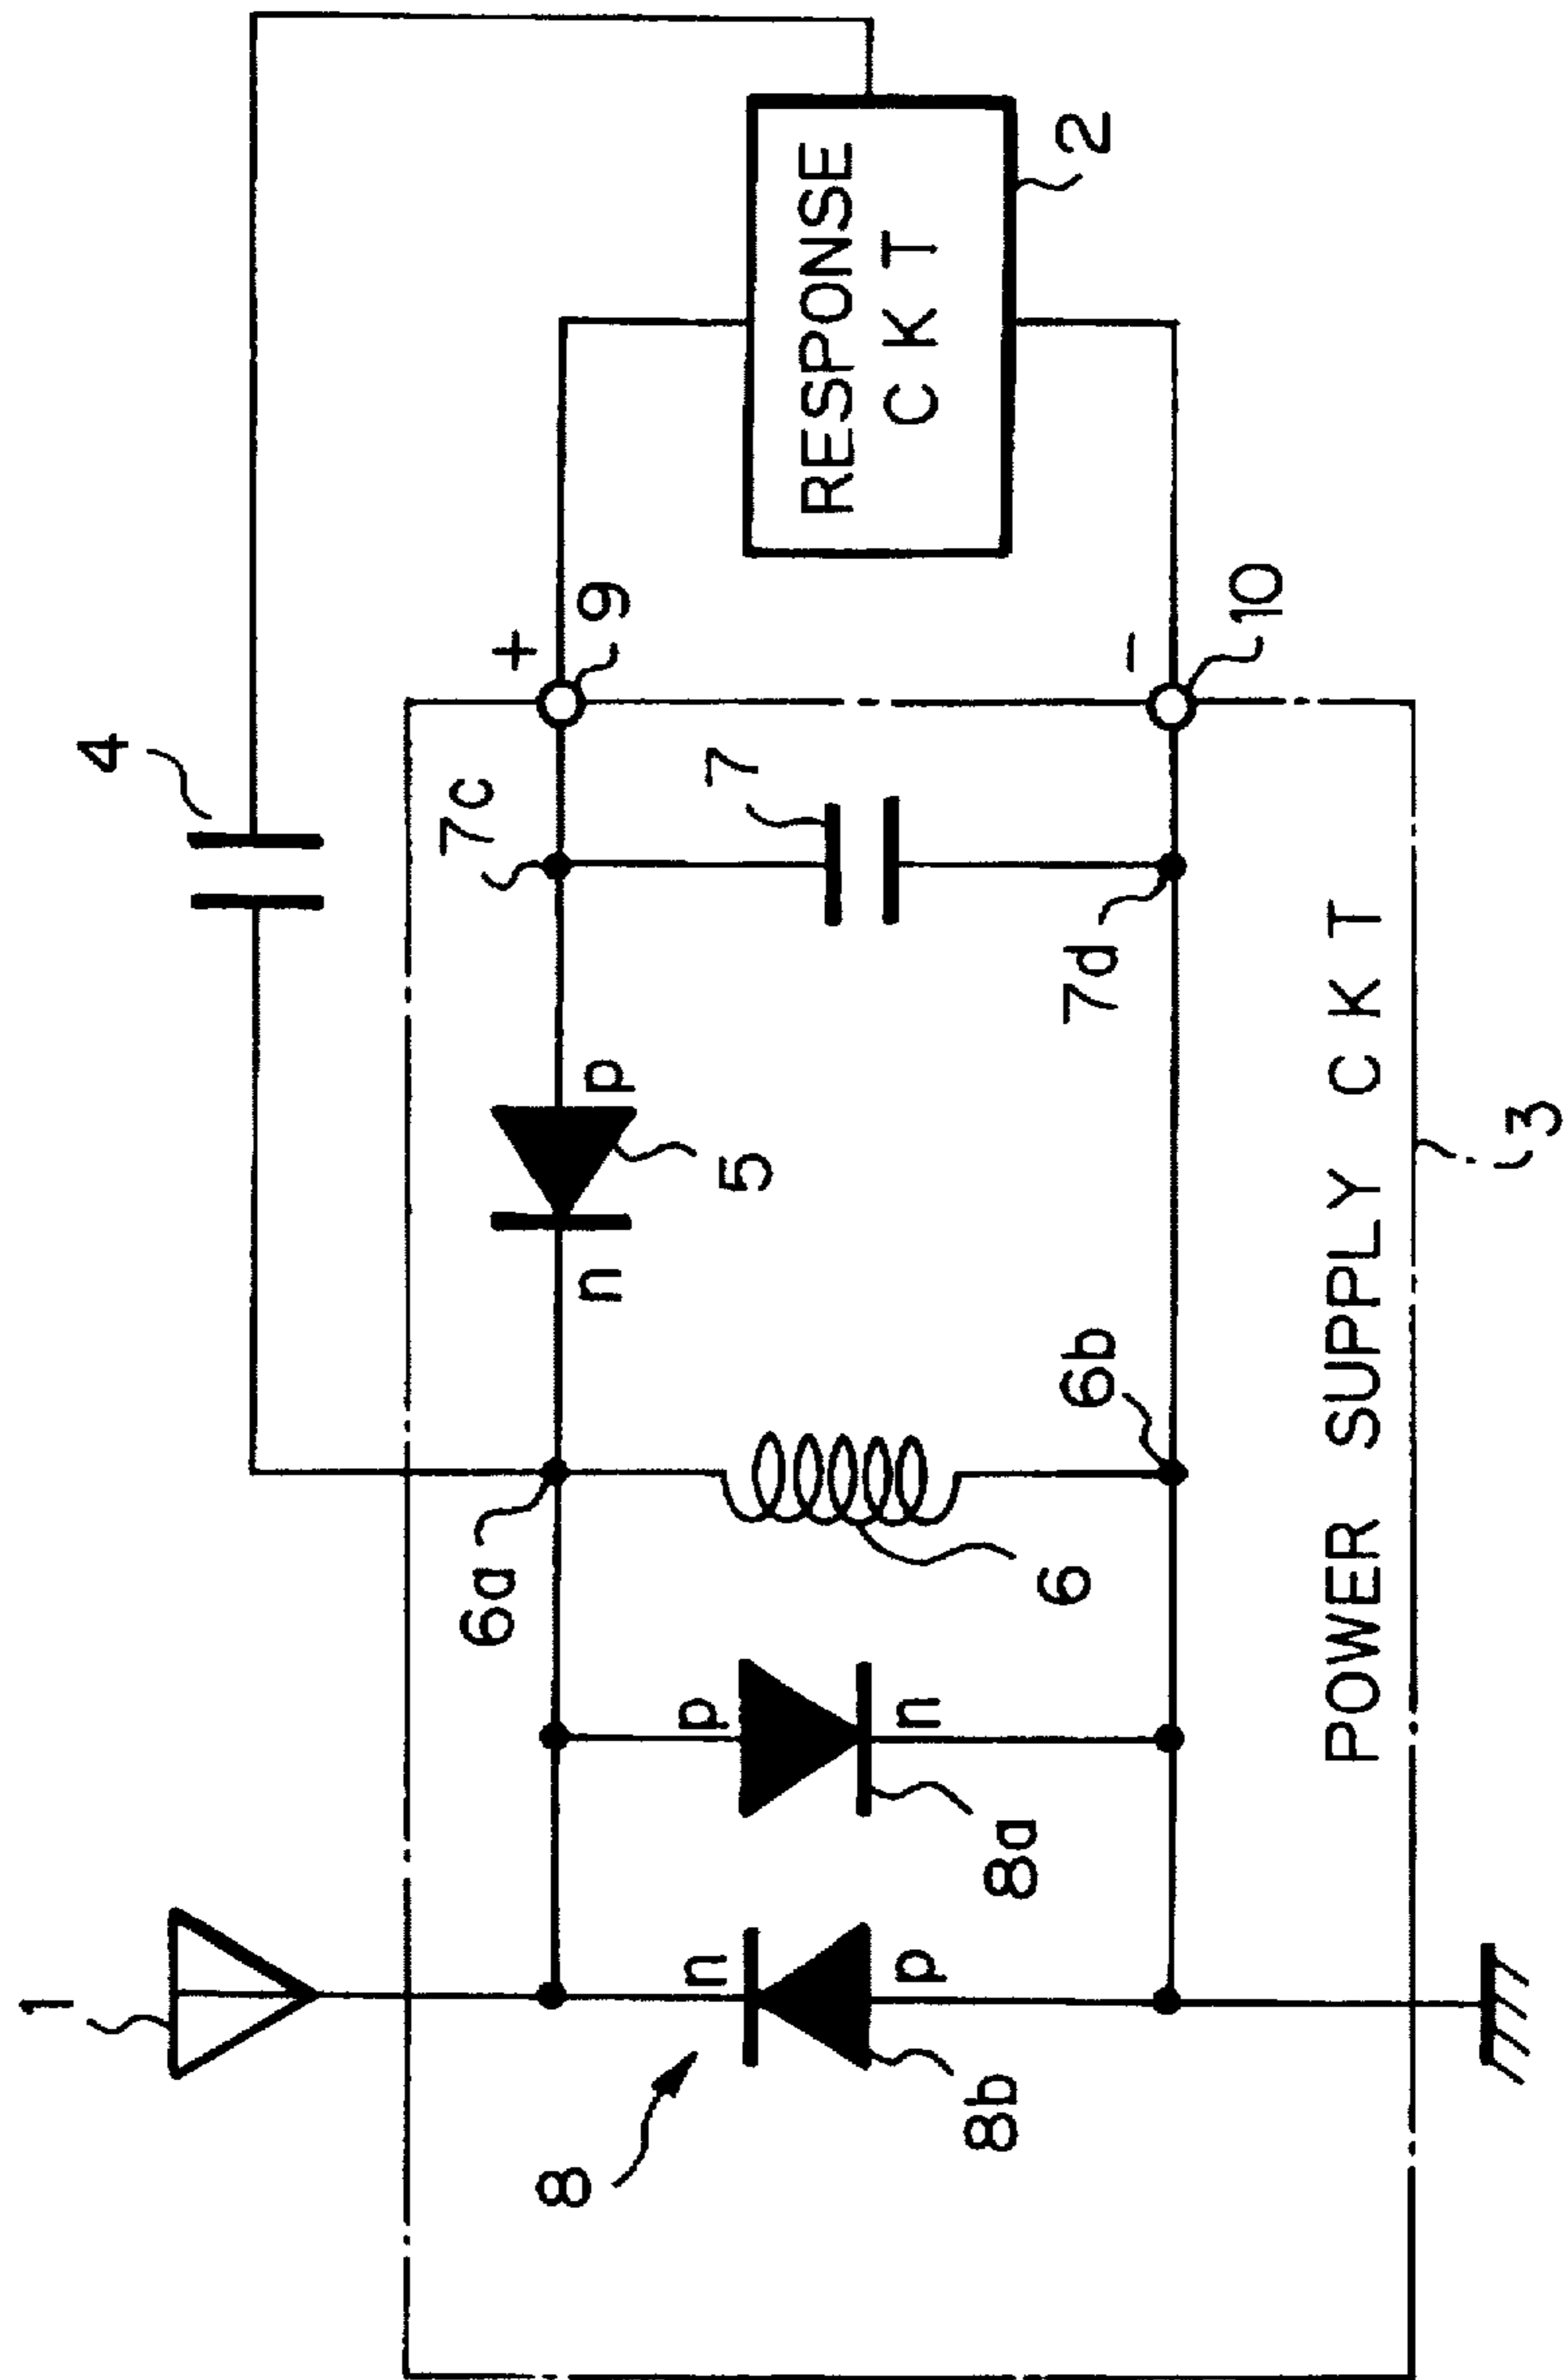 1
4
RESPONSE
C K T
2
+
9
7c
7
5
p
n
6a
6
6b
7d
−
10
p
n
8a
n
p
8b
8
POWER SUPPLY C K T
3